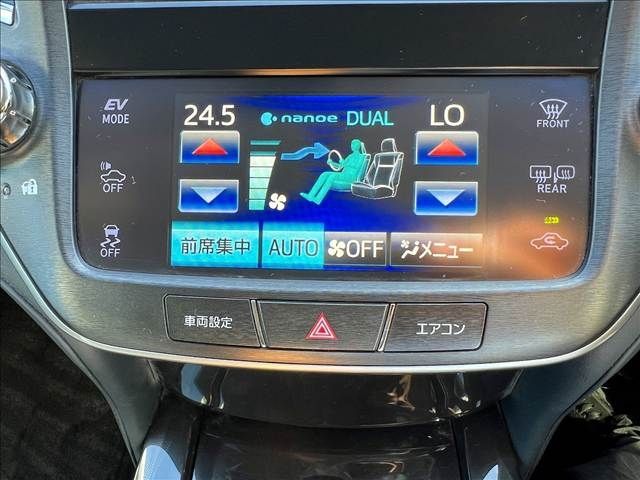 EV
MODE
24.5
nanoe DUAL
LO
FRONT
OFF
REAR
OFF
前席集中
AUTO
OFF
メニュー
車両設定
エアコン